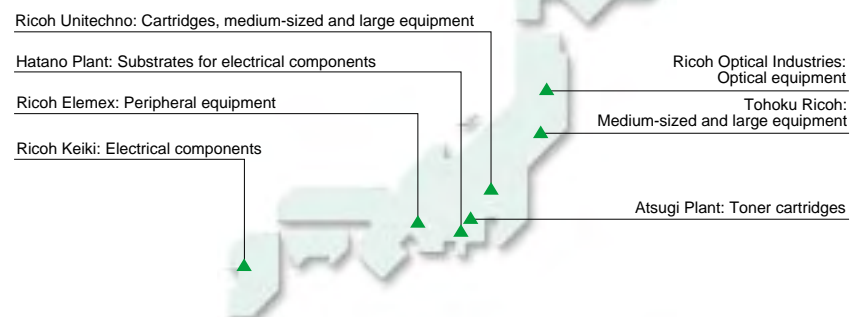 Ricoh Unitechno: Cartridges, medium-sized and large equipment
Hatano Plant: Substrates for electrical components
Ricoh Elemex: Peripheral equipment
Ricoh Keiki: Electrical components
Ricoh Optical Industries:
Optical equipment
Tohoku Ricoh:
Medium-sized and large equipment
Atsugi Plant: Toner cartridges